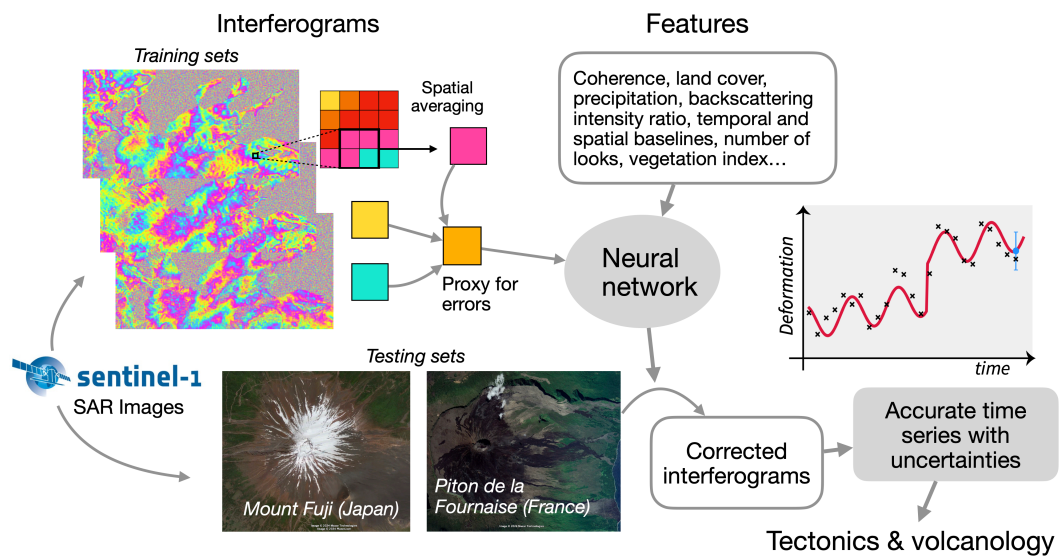 Interferograms
Features
Training sets
Spatial
averaging
Coherence, land cover,
precipitation, backscattering
intensity ratio, temporal and
spatial baselines, number of
looks, vegetation index…
Neural
network
Proxy for
errors
Deformation
time
sentinel-1
SAR Images
Testing sets
Mount Fuji (Japan)
Piton de la
Fournaise (France)
Corrected
interferograms
Accurate time
series with
uncertainties
Tectonics & volcanology